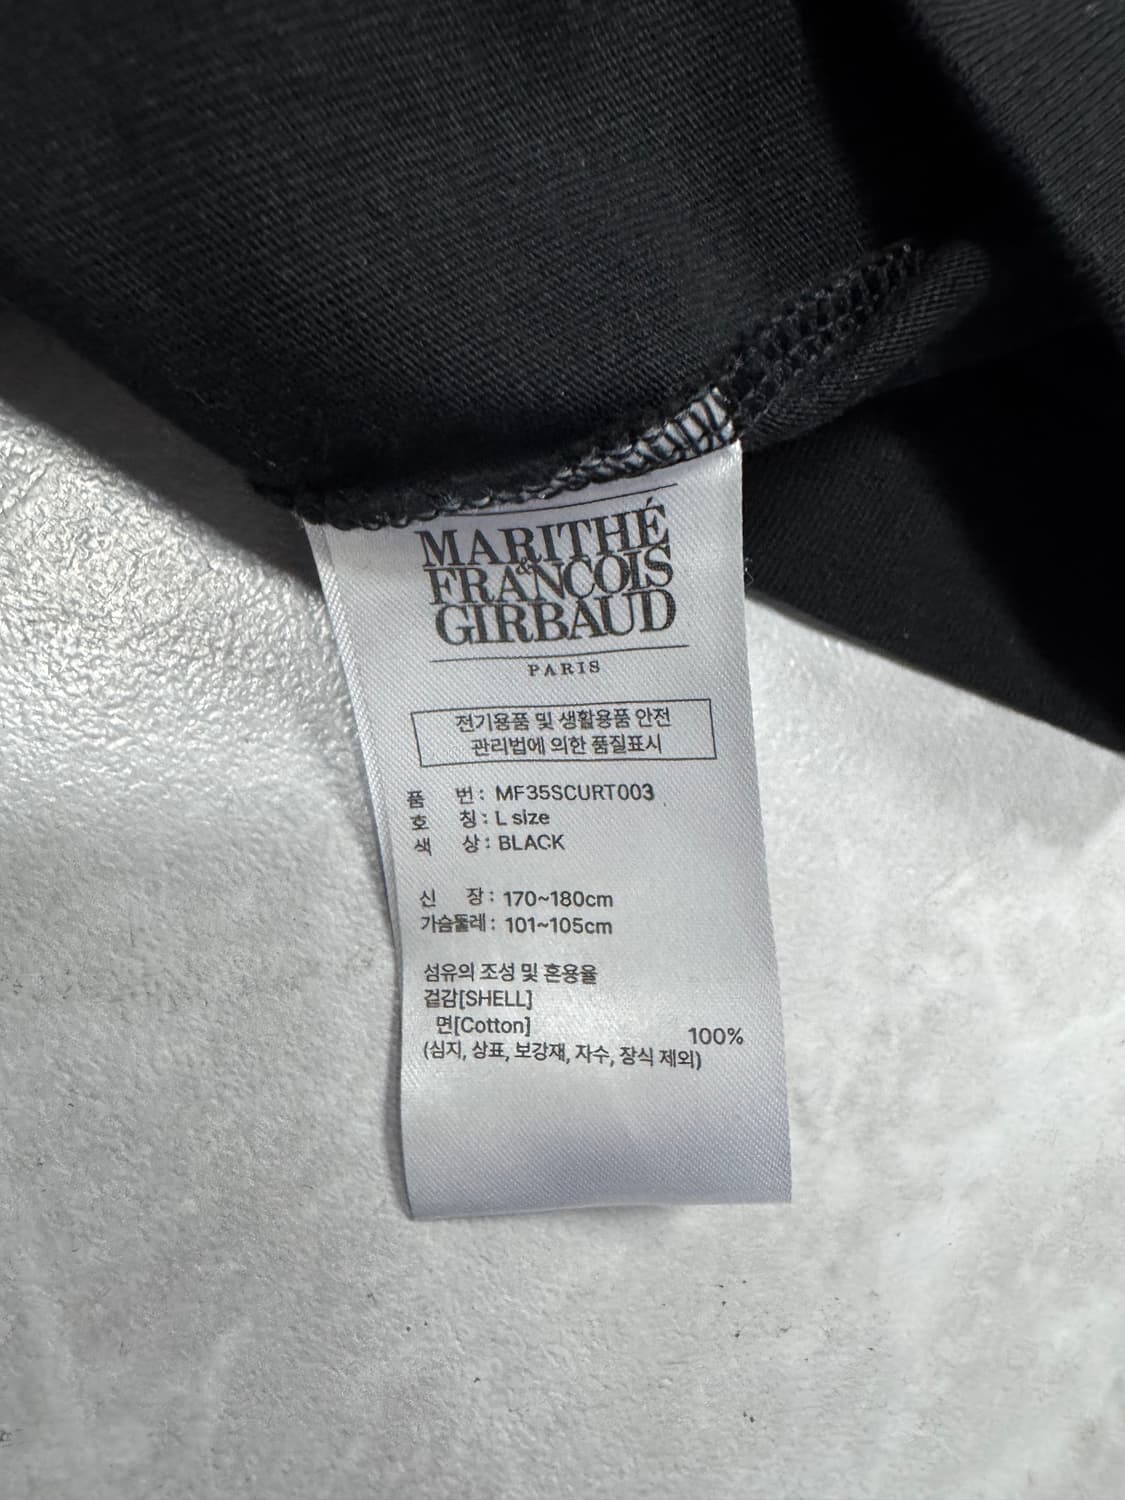 MARITHÉ
&
FRANCOIS
GIRBAUD
PARIS
전기용품 및 생활용품 안전
관리법에 의한 품질표시
품 번 : MF35SCURT003
호 칭 : L size
색 상 : BLACK
신 장 : 170~180cm
가슴둘레 : 101~105cm
섬유의 조성 및 혼용율
겉감[SHELL]
면[Cotton] 100%
(심지, 상표, 보강재, 자수, 장식 제외)